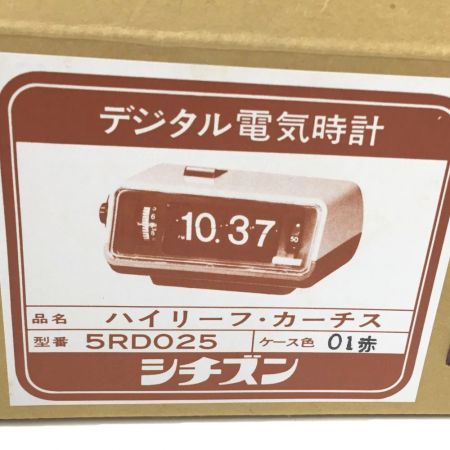 デジタル電気時計
10.37
50
品名 ハイリーフ・カーチス
型番 5RD025 ケース色 01赤
シチズン